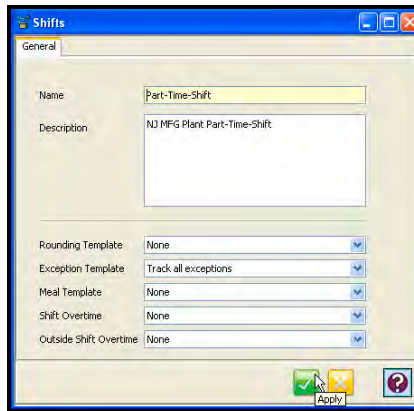 Shifts
General
Name Part-Time-Shift
Description NJ MFG Plant Part-Time-Shift
Rounding Template None
Exception Template Track all exceptions
Meal Template None
Shift Overtime None
Outside Shift Overtime None
Apply
?